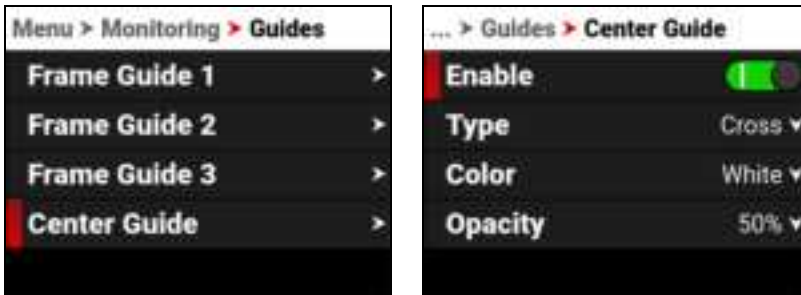 Menu > Monitoring > Guides
Frame Guide 1 >
Frame Guide 2 >
Frame Guide 3 >
Center Guide >
... > Guides > Center Guide
Enable
Type Cross
Color White
Opacity 50%